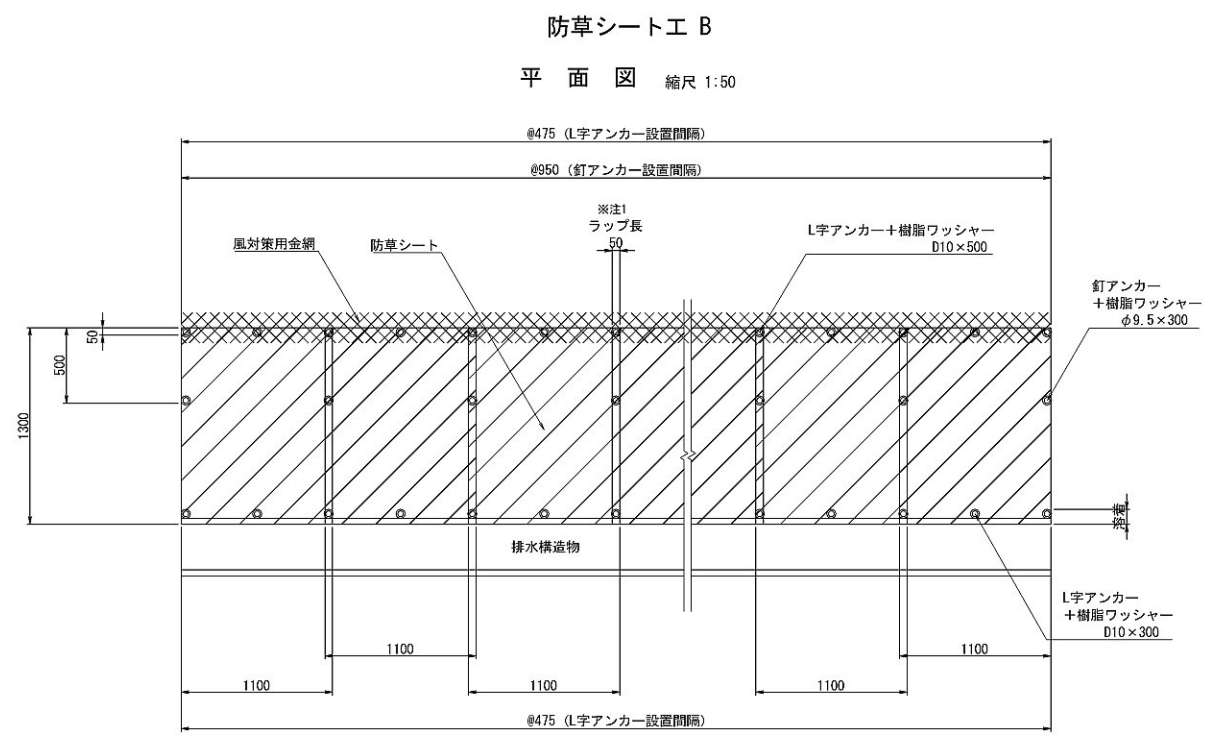 防草シート工 B
平 面 図 縮尺 1:50
@475 (L字アンカー設置間隔)
@950 (釘アンカー設置間隔)
※注1
ラップ長
50
風対策用金網
防草シート
L字アンカー+樹脂ワッシャー
D10×500
釘アンカー
+樹脂ワッシャー
φ9.5×300
50
500
1300
溶着
排水構造物
L字アンカー
+樹脂ワッシャー
D10×300
1100
1100
1100
1100
1100
@475 (L字アンカー設置間隔)